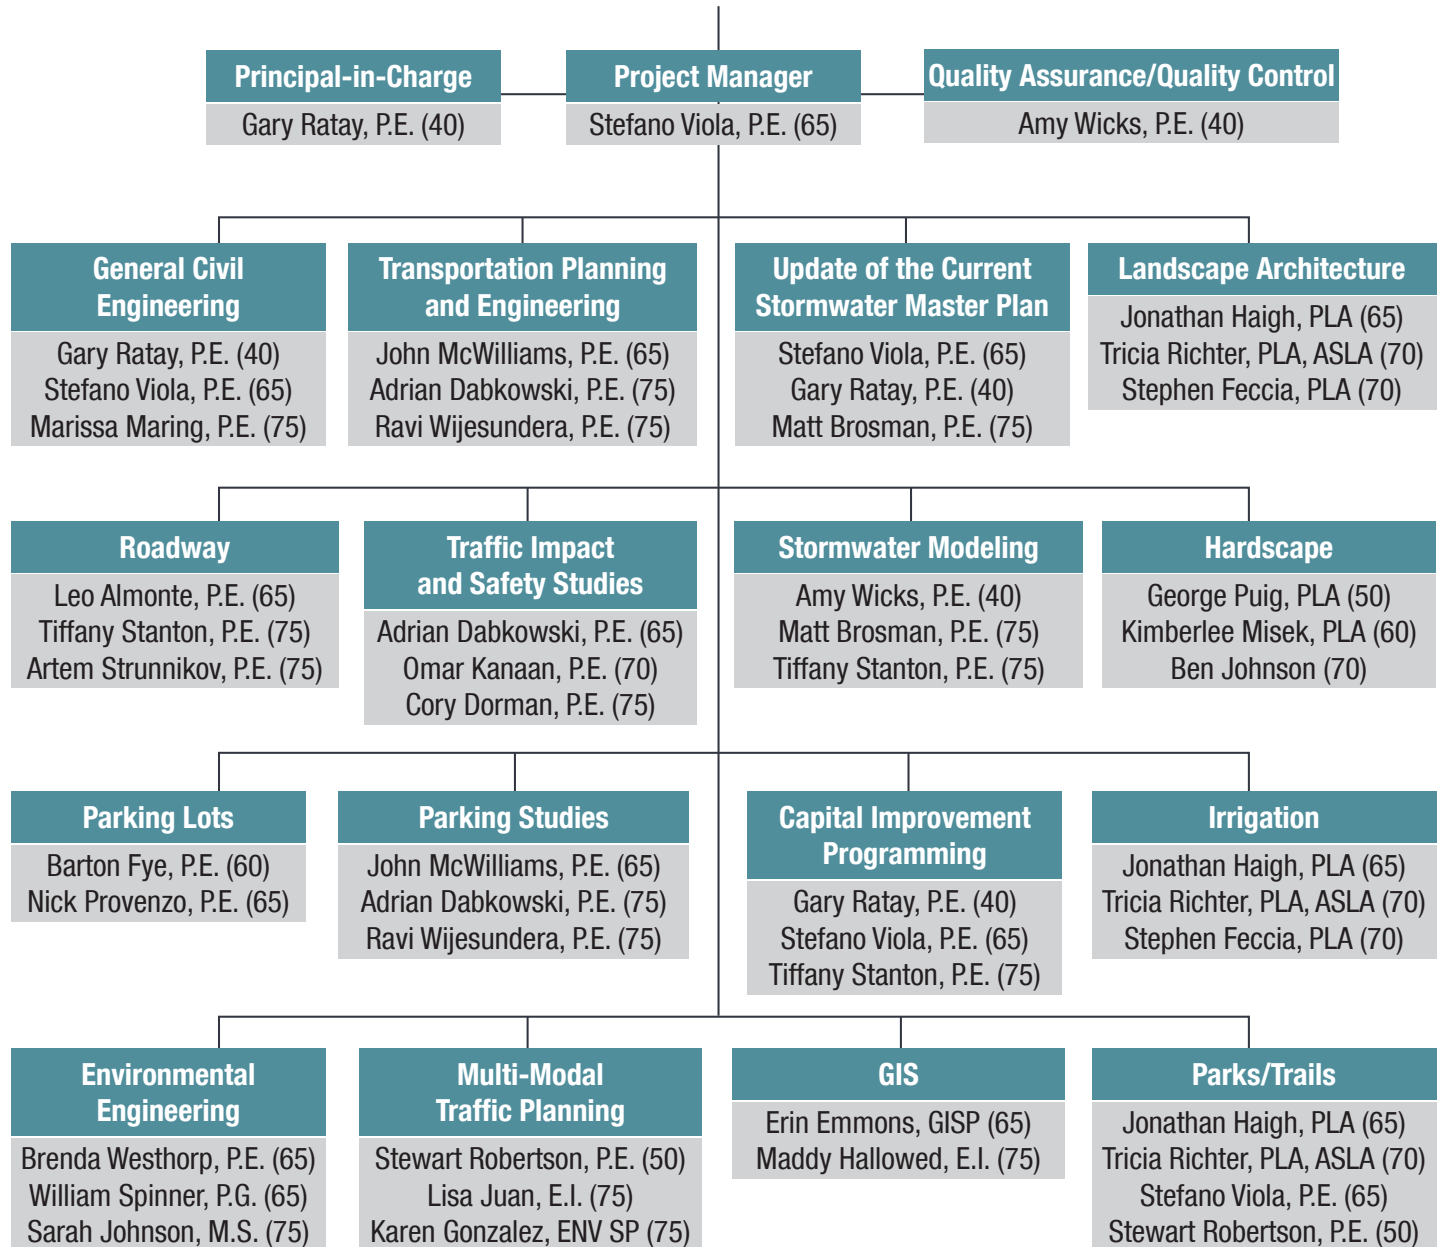 Principal-in-Charge
Gary Ratay, P.E. (40)
Project Manager
Stefano Viola, P.E. (65)
Quality Assurance/Quality Control
Amy Wicks, P.E. (40)
General Civil
Engineering
Gary Ratay, P.E. (40)
Stefano Viola, P.E. (65)
Marissa Maring, P.E. (75)
Transportation Planning
and Engineering
John McWilliams, P.E. (65)
Adrian Dabkowski, P.E. (75)
Ravi Wijesundera, P.E. (75)
Update of the Current
Stormwater Master Plan
Stefano Viola, P.E. (65)
Gary Ratay, P.E. (40)
Matt Brosman, P.E. (75)
Landscape Architecture
Jonathan Haigh, PLA (65)
Tricia Richter, PLA, ASLA (70)
Stephen Feccia, PLA (70)
Roadway
Leo Almonte, P.E. (65)
Tiffany Stanton, P.E. (75)
Artem Strunnikov, P.E. (75)
Traffic Impact
and Safety Studies
Adrian Dabkowski, P.E. (65)
Omar Kanaan, P.E. (70)
Cory Dorman, P.E. (75)
Stormwater Modeling
Amy Wicks, P.E. (40)
Matt Brosman, P.E. (75)
Tiffany Stanton, P.E. (75)
Hardscape
George Puig, PLA (50)
Kimberlee Misek, PLA (60)
Ben Johnson (70)
Parking Lots
Barton Fye, P.E. (60)
Nick Provenzo, P.E. (65)
Parking Studies
John McWilliams, P.E. (65)
Adrian Dabkowski, P.E. (75)
Ravi Wijesundera, P.E. (75)
Capital Improvement
Programming
Gary Ratay, P.E. (40)
Stefano Viola, P.E. (65)
Tiffany Stanton, P.E. (75)
Irrigation
Jonathan Haigh, PLA (65)
Tricia Richter, PLA, ASLA (70)
Stephen Feccia, PLA (70)
Environmental
Engineering
Brenda Westhorp, P.E. (65)
William Spinner, P.G. (65)
Sarah Johnson, M.S. (75)
Multi-Modal
Traffic Planning
Stewart Robertson, P.E. (50)
Lisa Juan, E.I. (75)
Karen Gonzalez, ENV SP (75)
GIS
Erin Emmons, GISP (65)
Maddy Hallowed, E.I. (75)
Parks/Trails
Jonathan Haigh, PLA (65)
Tricia Richter, PLA, ASLA (70)
Stefano Viola, P.E. (65)
Stewart Robertson, P.E. (50)